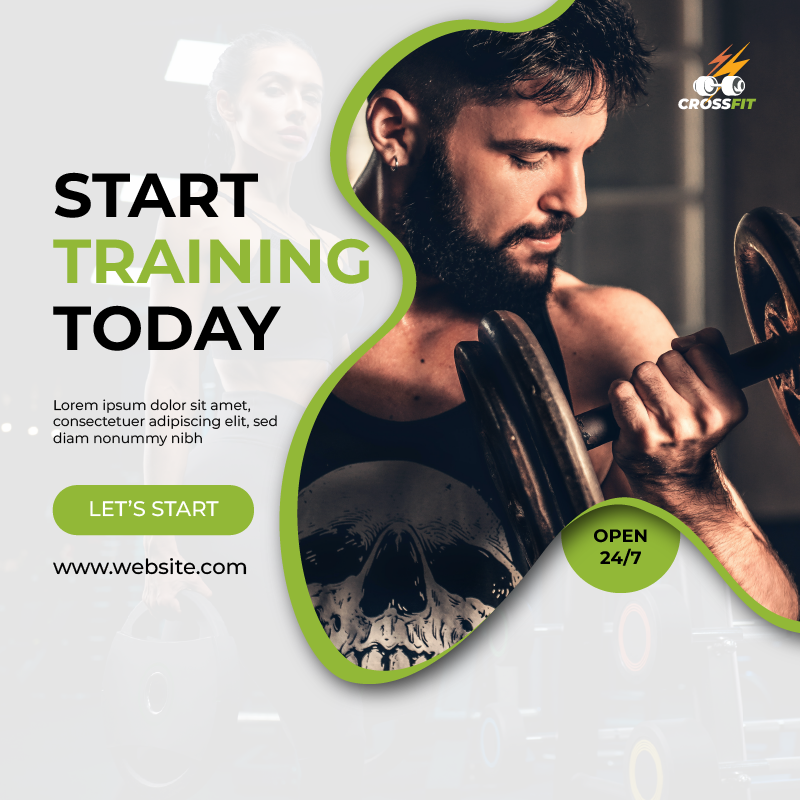 CROSSFIT
START
TRAINING
TODAY
Lorem ipsum dolor sit amet,
consectetuer adipiscing elit, sed
diam nonummy nibh
LET'S START
www.website.com
OPEN
24/7